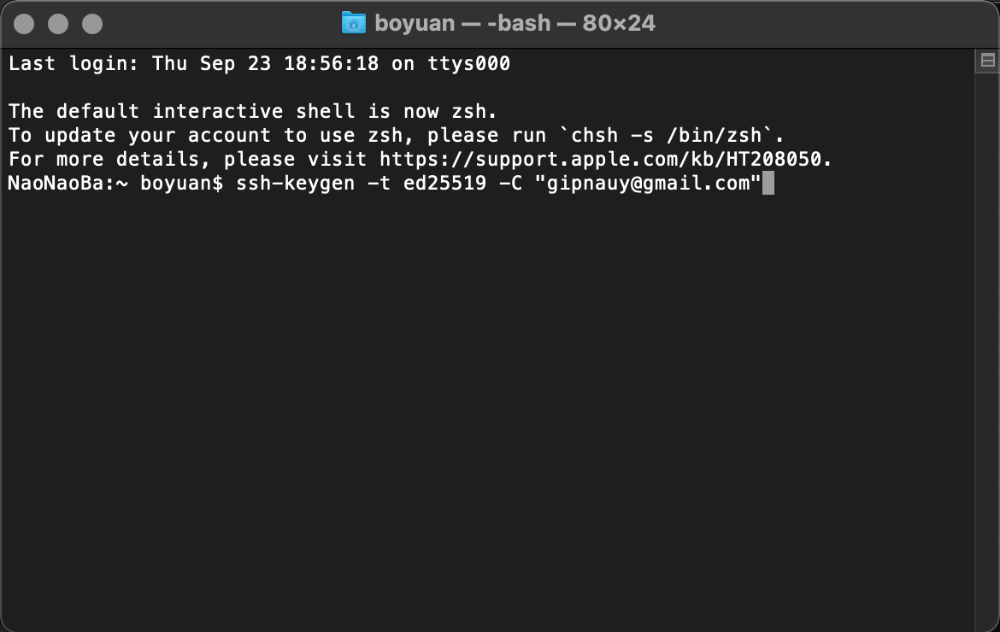 boyuan — -bash — 80×24
Last login: Thu Sep 23 18:56:18 on ttys000
The default interactive shell is now zsh.
To update your account to use zsh, please run `chsh -s /bin/zsh`.
For more details, please visit https://support.apple.com/kb/HT208050.
NaoNaoBa:~ boyuan$ ssh-keygen -t ed25519 -C "gipnauy@gmail.com"